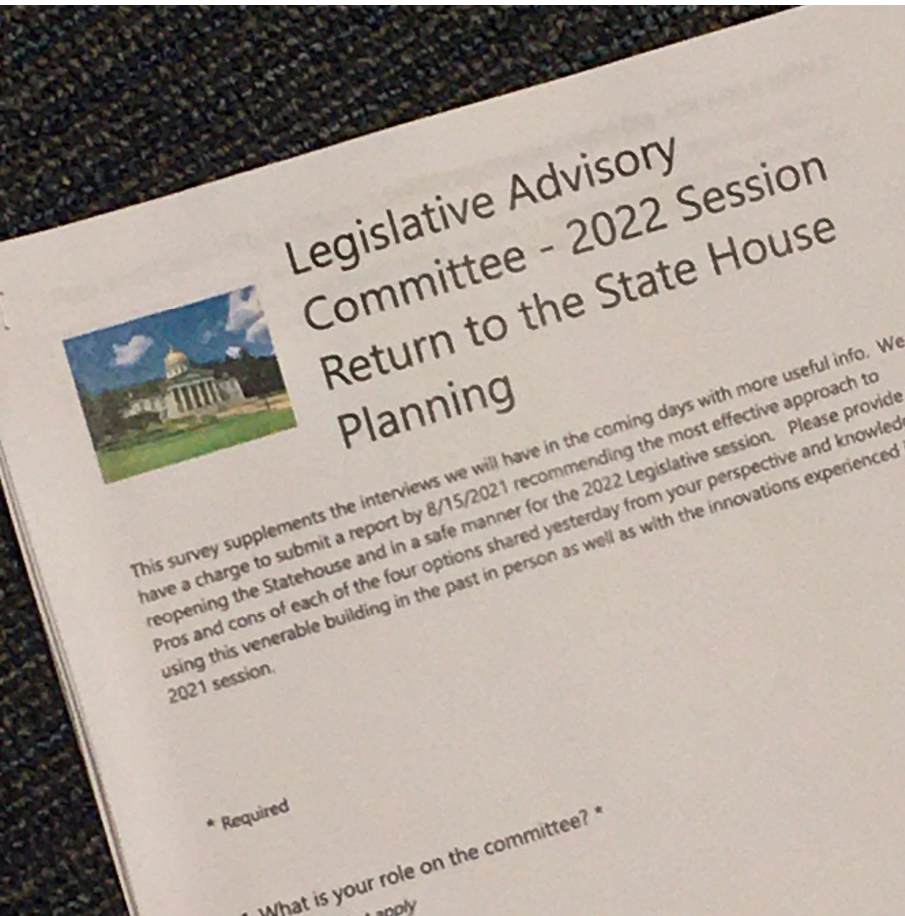 Legislative Advisory
Committee - 2022 Session
Return to the State House
Planning
This survey supplements the interviews we will have in the coming days with more useful info. We
have a charge to submit a report by 8/15/2021 recommending the most effective approach to
reopening the Statehouse and in a safe manner for the 2022 Legislative session. Please provide
Pros and cons of each of the four options shared yesterday from your perspective and
using this venerable building in the past in person as well as with the innovations experienced
2021 session.
* Required
What is your role on the committee? *
apply